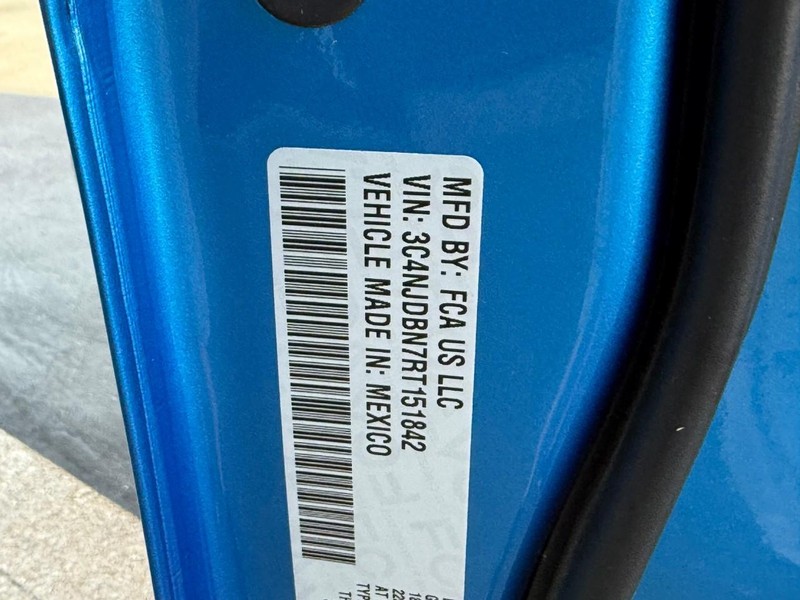 MFD BY: FCA US LLC
VIN: 3C4NJDBN7RT151842
VEHICLE MADE IN: MEXICO